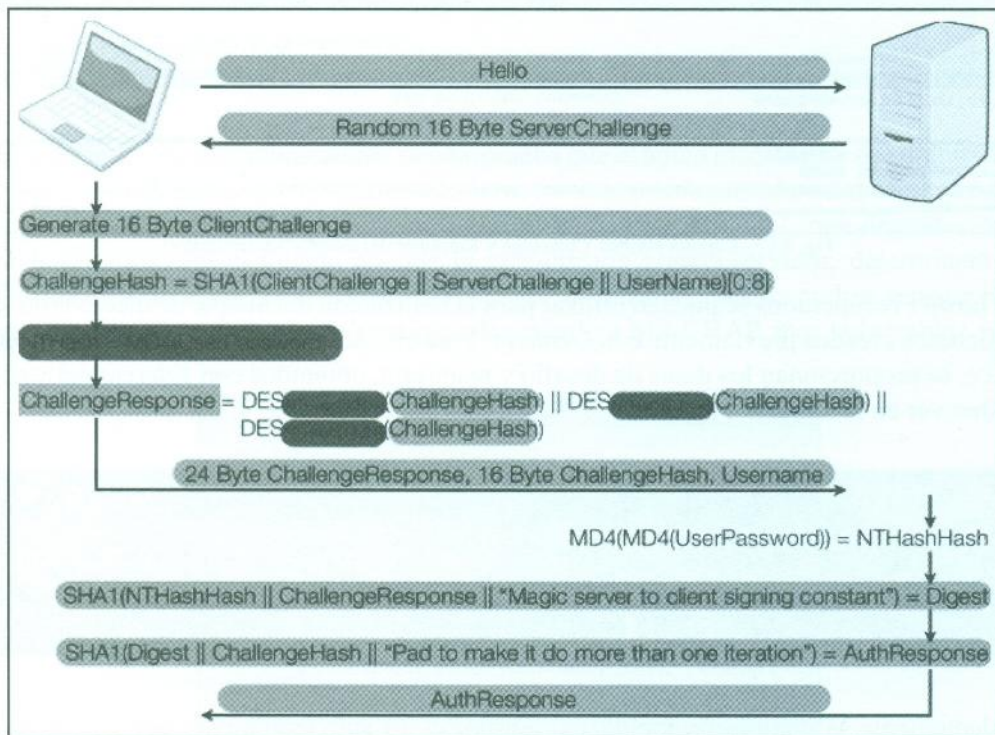 Hello
Random 16 Byte ServerChallenge
Generate 16 Byte ClientChallenge
ChallengeHash = SHA1(ClientChallenge || ServerChallenge || UserName)[0:8]
ChallengeResponse = DES (ChallengeHash) || DES (ChallengeHash) ||
DES (ChallengeHash)
24 Byte ChallengeResponse, 16 Byte ChallengeHash, Username
MD4(MD4(UserPassword)) = NTHashHash
SHA1(NTHashHash || ChallengeResponse || “Magic server to client signing constant”) = Digest
SHA1(Digest || ChallengeHash || “Pad to make it do more than one iteration”) = AuthResponse
AuthResponse